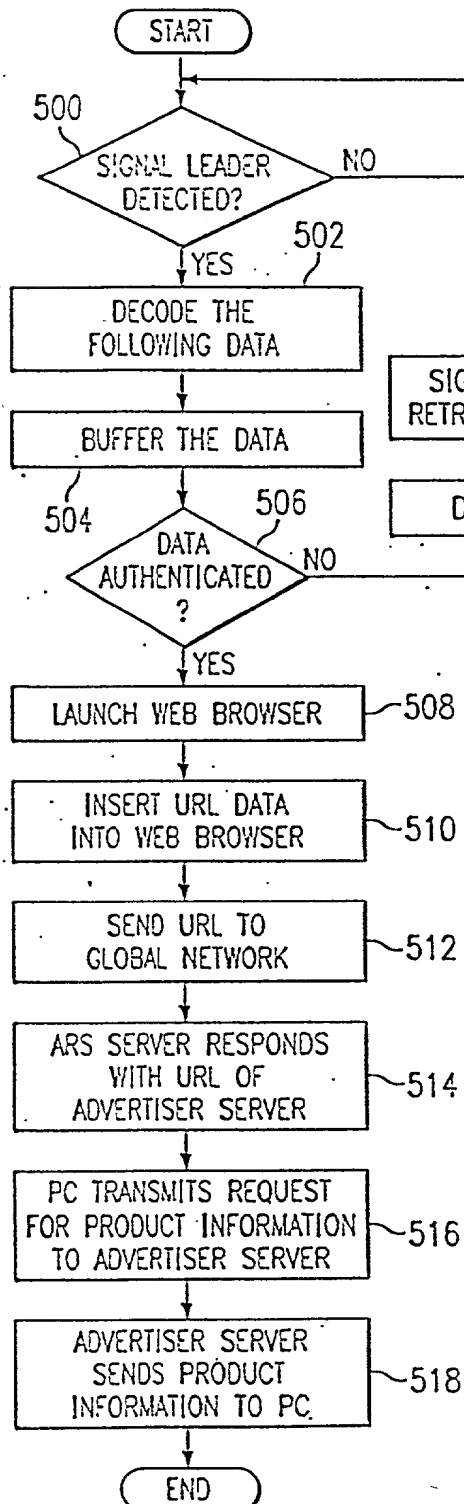 START
500
SIGNAL LEADER
DETECTED?
NO
YES
502
DECODE THE
FOLLOWING DATA
BUFFER THE DATA
504
506
DATA
AUTHENTICATED
?
NO
YES
LAUNCH WEB BROWSER
508
INSERT URL DATA
INTO WEB BROWSER
510
SEND URL TO
GLOBAL NETWORK
512
ARS SERVER RESPONDS
WITH URL OF
ADVERTISER SERVER
514
PC TRANSMITS REQUEST
FOR PRODUCT INFORMATION
TO ADVERTISER SERVER
516
ADVERTISER SERVER
SENDS PRODUCT
INFORMATION TO PC
518
END